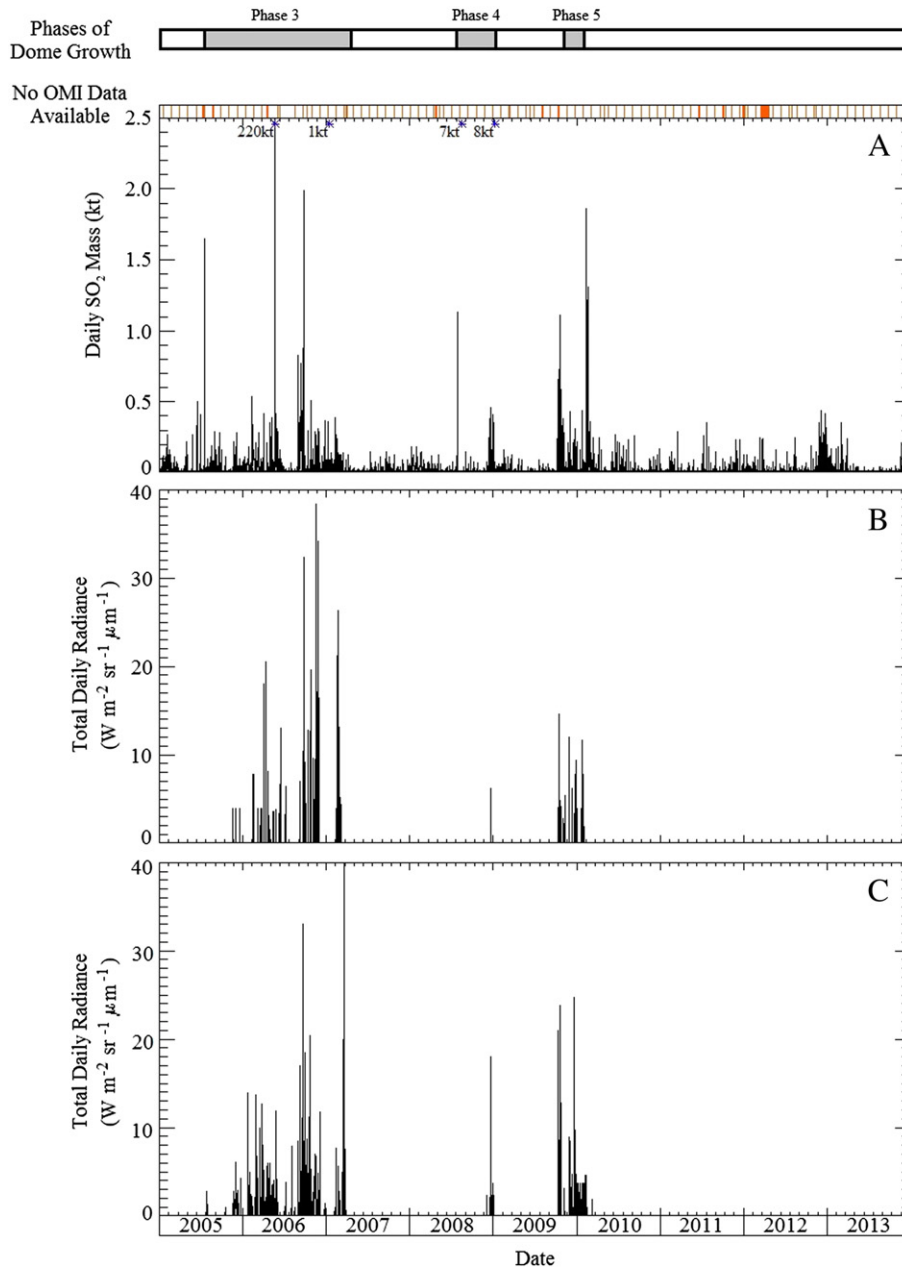 Phase 3 Phase 4 Phase 5
Phases of
Dome Growth
No OMI Data
Available
2.5
220kt 1kt 7kt 8kt
A
2.0
1.5
1.0
0.5
0
Daily SO₂ Mass (kt)
40
B
30
20
10
0
Total Daily Radiance
(W m⁻² sr⁻¹ μm⁻¹)
40
C
30
20
10
0
Total Daily Radiance
(W m⁻² sr⁻¹ μm⁻¹)
2005 2006 2007 2008 2009 2010 2011 2012 2013
Date